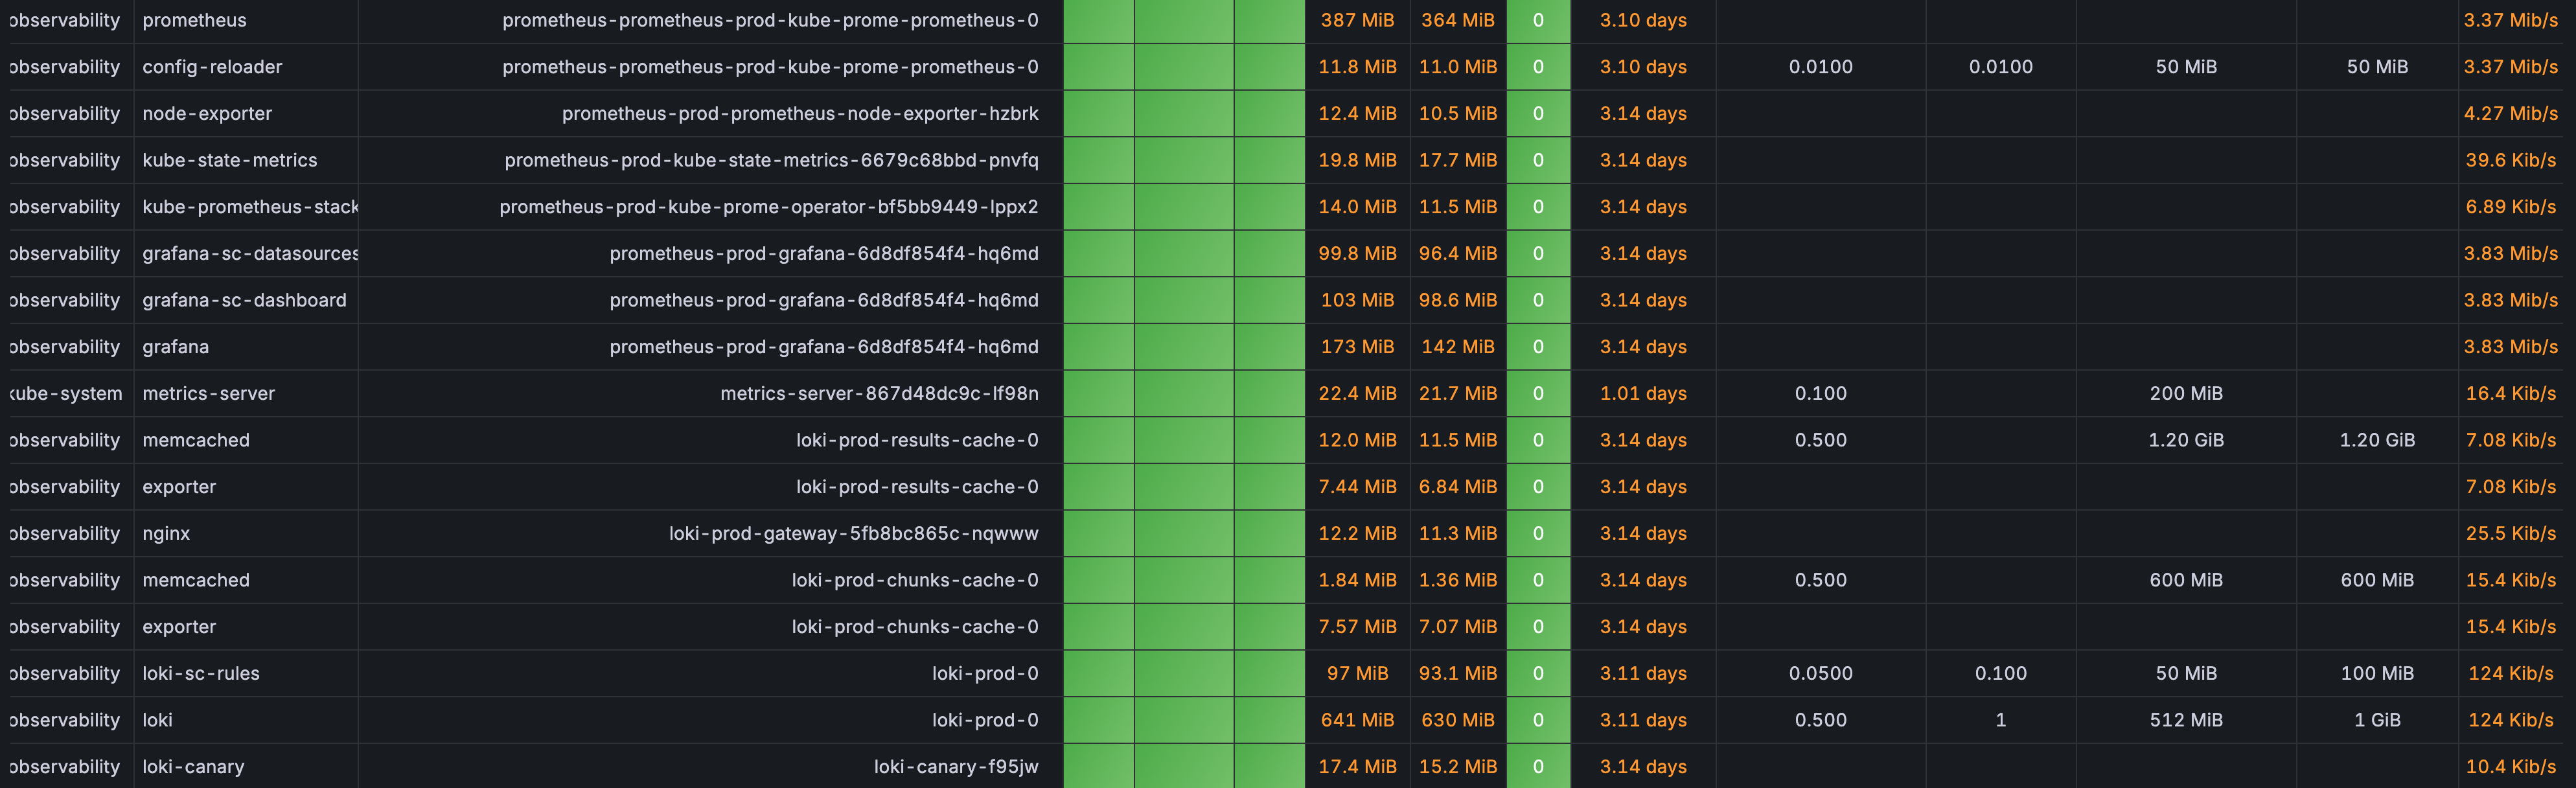 observability prometheus prometheus-prometheus-prod-kube-prome-prometheus-0 387 MiB 364 MiB 0 3.10 days 3.37 Mib/s
observability config-reloader prometheus-prometheus-prod-kube-prome-prometheus-0 11.8 MiB 11.0 MiB 0 3.10 days 0.0100 0.0100 50 MiB 50 MiB 3.37 Mib/s
observability node-exporter prometheus-prod-prometheus-node-exporter-hzbrk 12.4 MiB 10.5 MiB 0 3.14 days 4.27 Mib/s
observability kube-state-metrics prometheus-prod-kube-state-metrics-6679c68bbd-pnvfq 19.8 MiB 17.7 MiB 0 3.14 days 39.6 Kib/s
observability kube-prometheus-stack prometheus-prod-kube-prome-operator-bf5bb9449-lppx2 14.0 MiB 11.5 MiB 0 3.14 days 6.89 Kib/s
observability grafana-sc-datasources prometheus-prod-grafana-6d8df854f4-hq6md 99.8 MiB 96.4 MiB 0 3.14 days 3.83 Mib/s
observability grafana-sc-dashboard prometheus-prod-grafana-6d8df854f4-hq6md 103 MiB 98.6 MiB 0 3.14 days 3.83 Mib/s
observability grafana prometheus-prod-grafana-6d8df854f4-hq6md 173 MiB 142 MiB 0 3.14 days 3.83 Mib/s
kube-system metrics-server metrics-server-867d48dc9c-lf98n 22.4 MiB 21.7 MiB 0 1.01 days 0.100 200 MiB 16.4 Kib/s
observability memcached loki-prod-results-cache-0 12.0 MiB 11.5 MiB 0 3.14 days 0.500 1.20 GiB 1.20 GiB 7.08 Kib/s
observability exporter loki-prod-results-cache-0 7.44 MiB 6.84 MiB 0 3.14 days 7.08 Kib/s
observability nginx loki-prod-gateway-5fb8bc865c-nqwww 12.2 MiB 11.3 MiB 0 3.14 days 25.5 Kib/s
observability memcached loki-prod-chunks-cache-0 1.84 MiB 1.36 MiB 0 3.14 days 0.500 600 MiB 600 MiB 15.4 Kib/s
observability exporter loki-prod-chunks-cache-0 7.57 MiB 7.07 MiB 0 3.14 days 15.4 Kib/s
observability loki-sc-rules loki-prod-0 97 MiB 93.1 MiB 0 3.11 days 0.0500 0.100 50 MiB 100 MiB 124 Kib/s
observability loki loki-prod-0 641 MiB 630 MiB 0 3.11 days 0.500 1 512 MiB 1 GiB 124 Kib/s
observability loki-canary loki-canary-f95jw 17.4 MiB 15.2 MiB 0 3.14 days 10.4 Kib/s